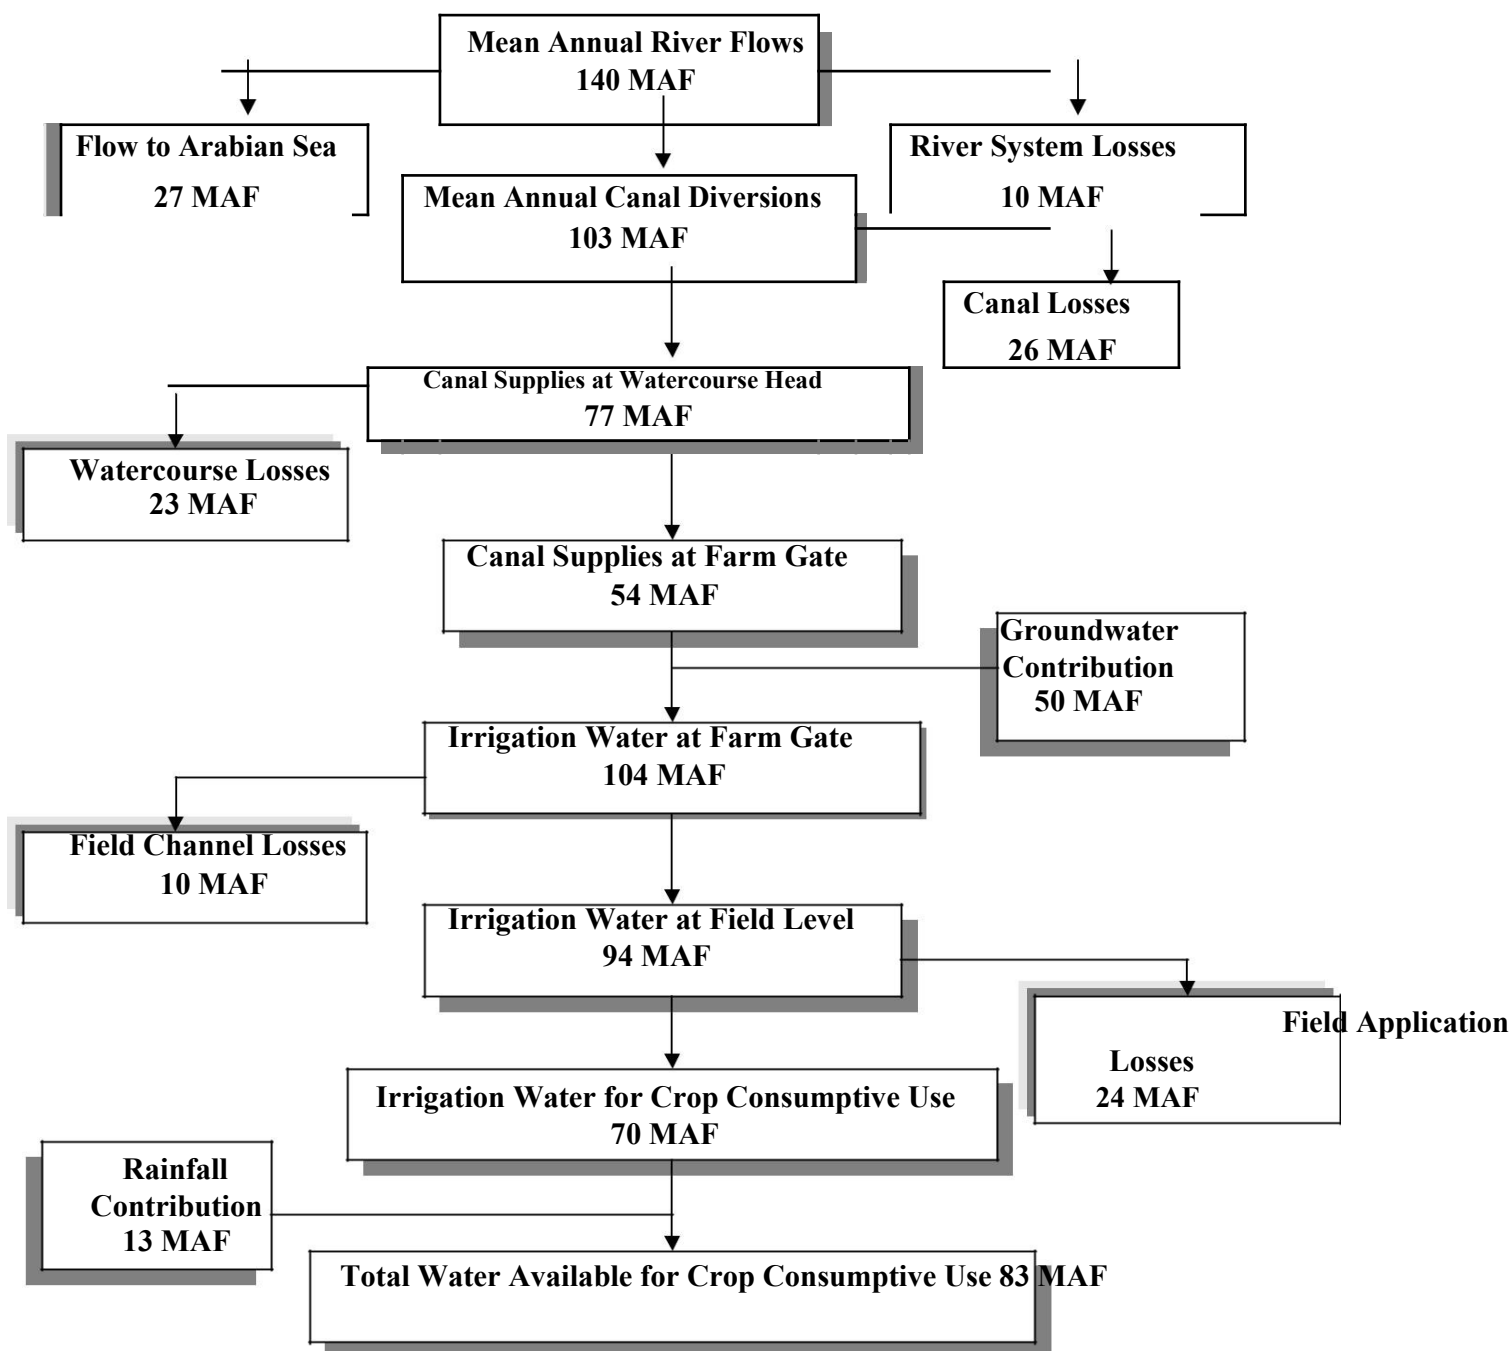 Mean Annual River Flows
140 MAF
Flow to Arabian Sea
27 MAF
River System Losses
10 MAF
Mean Annual Canal Diversions
103 MAF
Canal Losses
26 MAF
Canal Supplies at Watercourse Head
77 MAF
Watercourse Losses
23 MAF
Canal Supplies at Farm Gate
54 MAF
Groundwater
Contribution
50 MAF
Irrigation Water at Farm Gate
104 MAF
Field Channel Losses
10 MAF
Irrigation Water at Field Level
94 MAF
Field Application
Losses
24 MAF
Irrigation Water for Crop Consumptive Use
70 MAF
Rainfall
Contribution
13 MAF
Total Water Available for Crop Consumptive Use 83 MAF